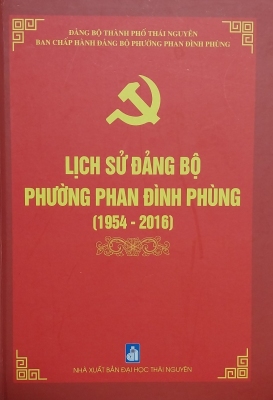 ĐẢNG BỘ THÀNH PHỐ THÁI NGUYÊN
BAN CHẤP HÀNH ĐẢNG BỘ PHƯỜNG PHAN ĐÌNH PHÙNG
LỊCH SỬ ĐẢNG BỘ
PHƯỜNG PHAN ĐÌNH PHÙNG
(1954 - 2016)
NHÀ XUẤT BẢN ĐẠI HỌC THÁI NGUYÊN